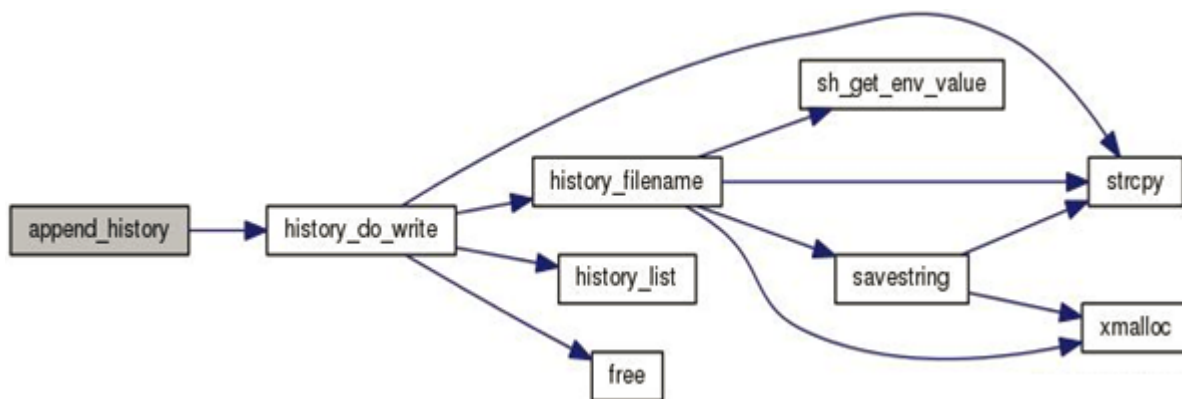 append_history
history_do_write
history_filename
history_list
free
sh_get_env_value
savestring
strcpy
xmalloc